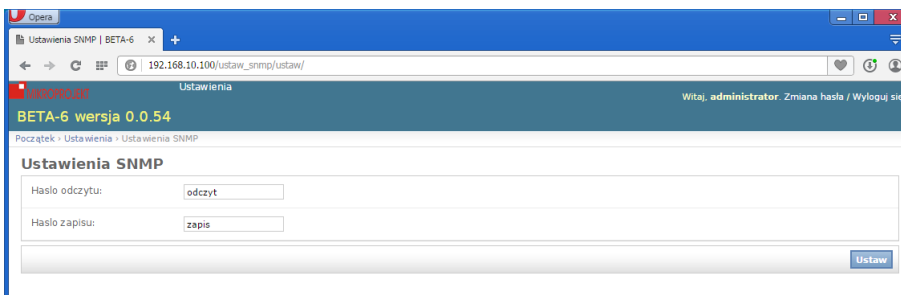 Opera
Ustawienia SNMP | BETA-6
192.168.10.100/ustaw_snmp/ustaw/
Ustawienia
Witaj, administrator. Zmiana hasła / Wyloguj się
BETA-6 wersja 0.0.54
Początek › Ustawienia › Ustawienia SNMP
Ustawienia SNMP
Haslo odczytu: odczyt
Haslo zapisu: zapis
Ustaw